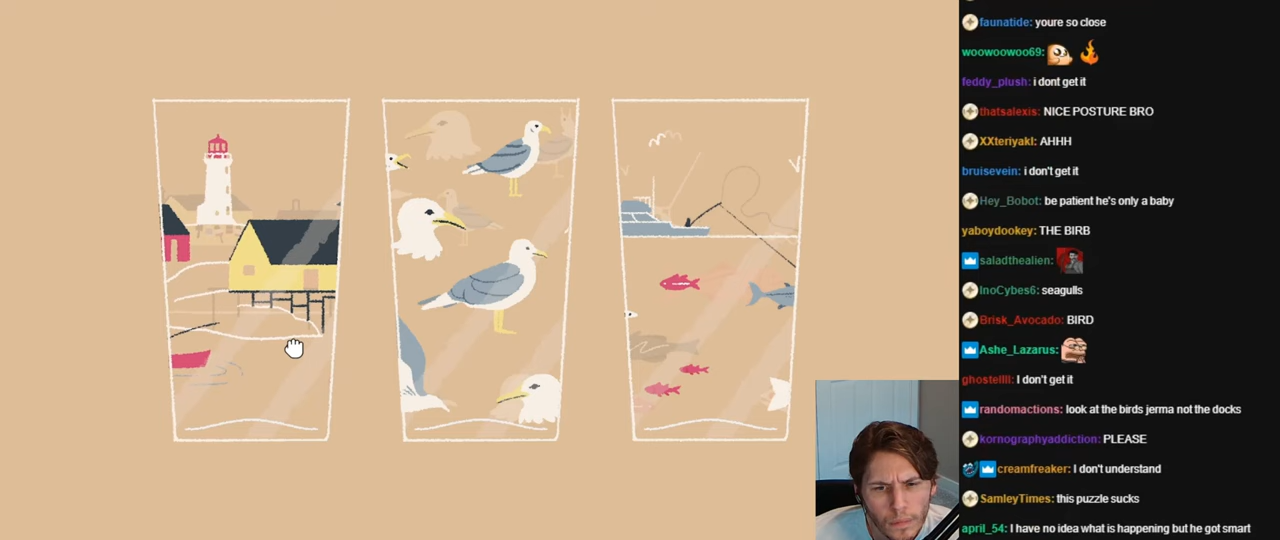 faunatide: youre so close
woowoowoo69:
feddy_plush: i dont get it
thatsalexis: NICE POSTURE BRO
XXteriyakI: AHHH
bruisevein: i don't get it
Hey_Bobot: be patient he's only a baby
yaboydookey: THE BIRB
saladthealien:
InoCybes6: seagulls
Brisk_Avocado: BIRD
Ashe_Lazarus:
ghostellll: I don't get it
randomactions: look at the birds jerma not the docks
kornographyaddiction: PLEASE
creamfreaker: I don't understand
SamleyTimes: this puzzle sucks
april_54: I have no idea what is happening but he got smart